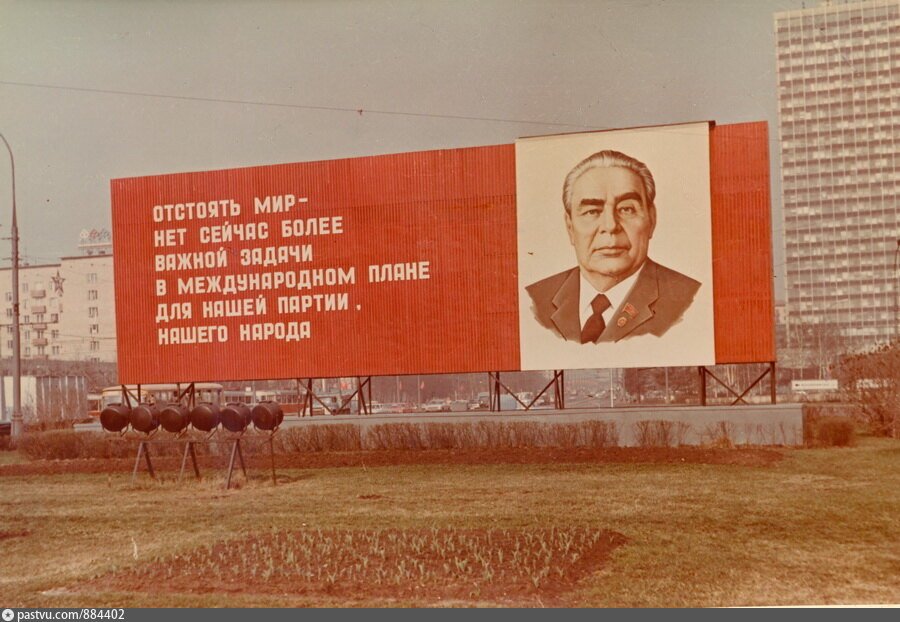 ОТСТОЯТЬ МИР-
НЕТ СЕЙЧАС БОЛЕЕ
ВАЖНОЙ ЗАДАЧИ
В МЕЖДУНАРОДНОМ ПЛАНЕ
ДЛЯ НАШЕЙ ПАРТИИ,
НАШЕГО НАРОДА
pastvu.com/884402